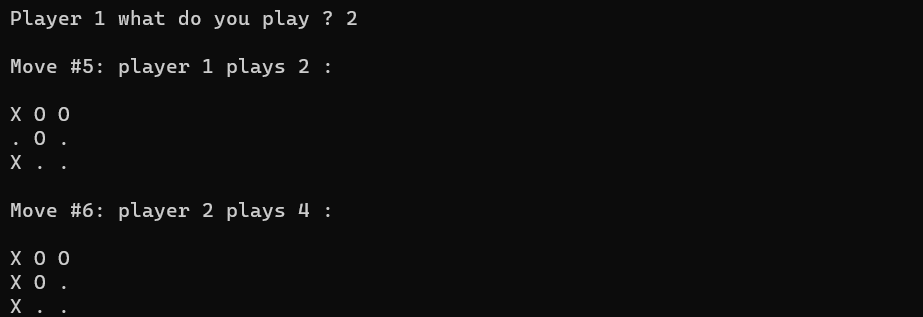 Player 1 what do you play ? 2
Move #5: player 1 plays 2 :
X O O
. O .
X . .
Move #6: player 2 plays 4 :
X O O
X O .
X . .